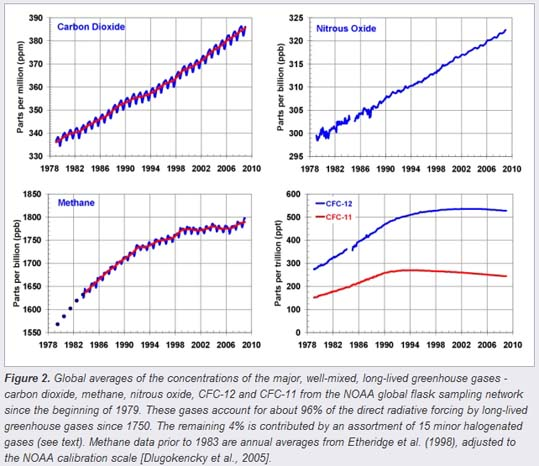 Carbon Dioxide
Parts per million (ppm)
390
380
370
360
350
340
330
1978 1982 1986 1990 1994 1998 2002 2006 2010
Nitrous Oxide
Parts per billion (ppb)
325
320
315
310
305
300
295
1978 1982 1986 1990 1994 1998 2002 2006 2010
Methane
Parts per billion (ppb)
1850
1800
1750
1700
1650
1600
1550
1978 1982 1986 1990 1994 1998 2002 2006 2010
CFC-12
CFC-11
Parts per trillion (ppt)
600
500
400
300
200
100
0
1978 1982 1986 1990 1994 1998 2002 2006 2010
Figure 2. Global averages of the concentrations of the major, well-mixed, long-lived greenhouse gases -
carbon dioxide, methane, nitrous oxide, CFC-12 and CFC-11 from the NOAA global flask sampling network
since the beginning of 1979. These gases account for about 96% of the direct radiative forcing by long-lived
greenhouse gases since 1750. The remaining 4% is contributed by an assortment of 15 minor halogenated
gases (see text). Methane data prior to 1983 are annual averages from Etheridge et al. (1998), adjusted to
the NOAA calibration scale [Dlugokencky et al., 2005].